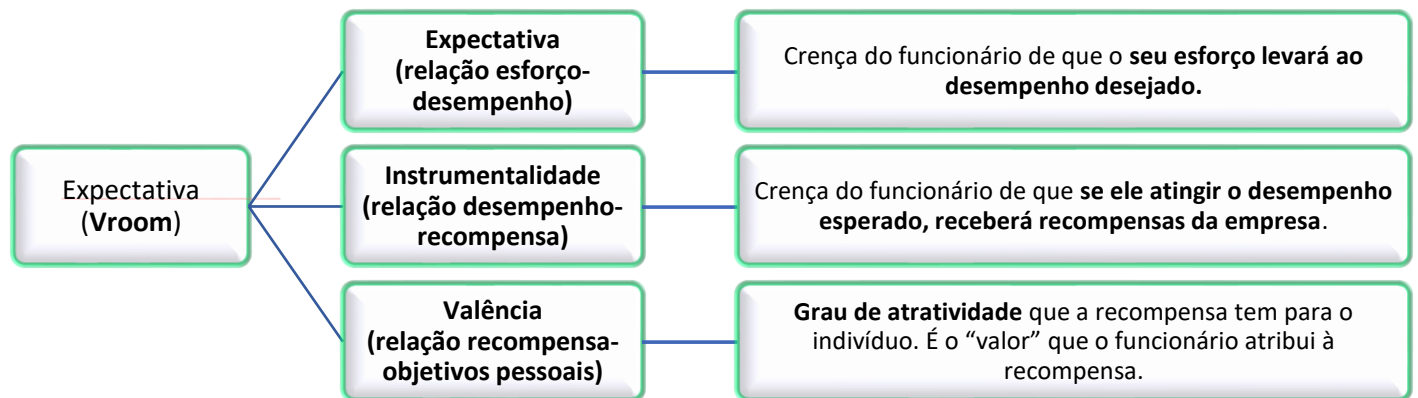 Expectativa
(Vroom)
Expectativa
(relação esforço-
desempenho)
Crença do funcionário de que o seu esforço levará ao
desempenho desejado.
Instrumentalidade
(relação desempenho-
recompensa)
Crença do funcionário de que se ele atingir o desempenho
esperado, receberá recompensas da empresa.
Valência
(relação recompensa-
objetivos pessoais)
Grau de atratividade que a recompensa tem para o
indivíduo. É o “valor” que o funcionário atribui à
recompensa.